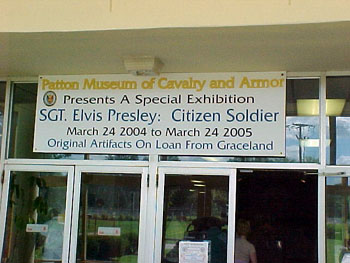 Patton Museum of Cavalry and Armor
Presents A Special Exhibition
SGT. Elvis Presley: Citizen Soldier
March 24 2004 to March 24 2005
Original Artifacts On Loan From Graceland